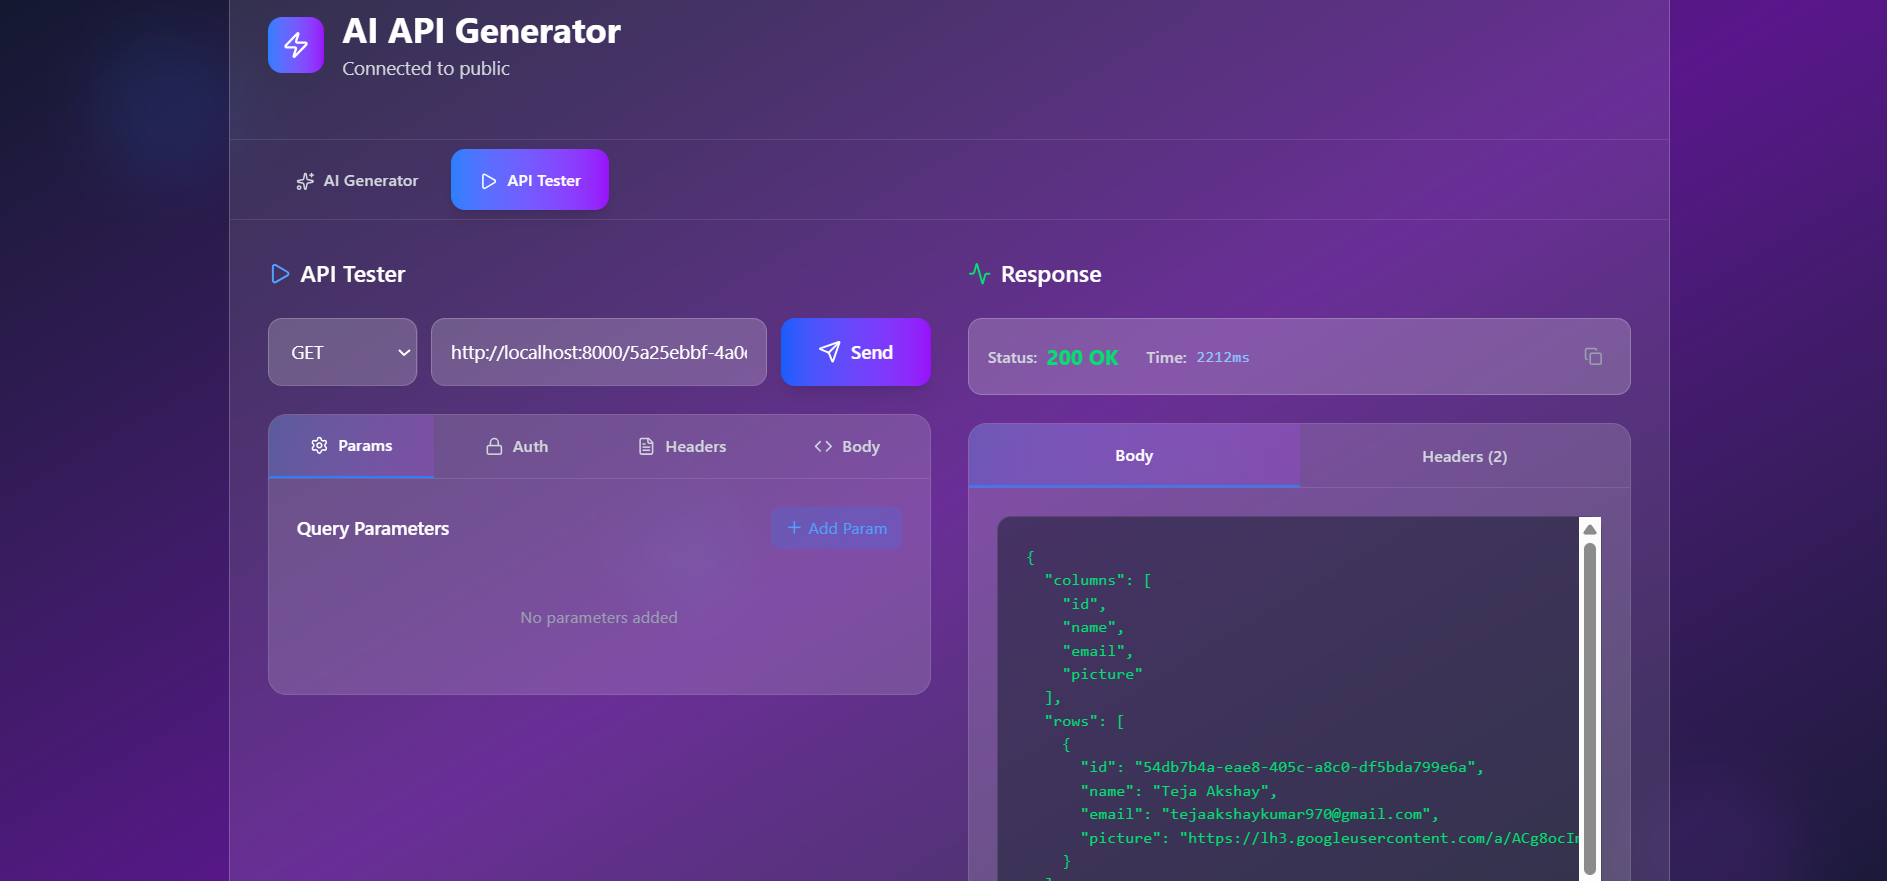 AI API Generator
Connected to public
AI Generator
API Tester
API Tester
GET
http://localhost:8000/5a25ebbf-4a0
Send
Params
Auth
Headers
Body
Query Parameters
+ Add Param
No parameters added
Response
Status: 200 OK Time: 2212ms
Body
Headers (2)
{
"columns": [
"id",
"name",
"email",
"picture"
],
"rows": [
{
"id": "54db7b4a-eae8-405c-a8c0-df5bda799e6a",
"name": "Teja Akshay",
"email": "tejaakshaykumar970@gmail.com",
"picture": "https://lh3.googleusercontent.com/a/ACg8ocI
}